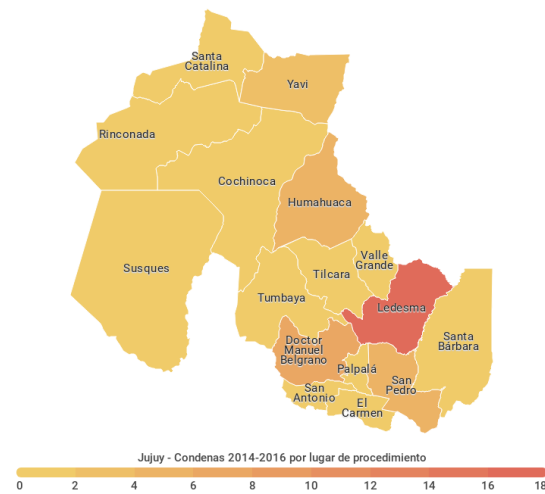 Santa
Catalina
Yavi
Rinconada
Cochinoca
Humahuaca
Susques
Valle
Grande
Tilcara
Tumbaya
Ledesma
Doctor
Manuel
Belgrano
Santa
Bárbara
Palpalá
San
Pedro
San
Antonio
El
Carmen
Jujuy - Condenas 2014-2016 por lugar de procedimiento
0 2 4 6 8 10 12 14 16 18